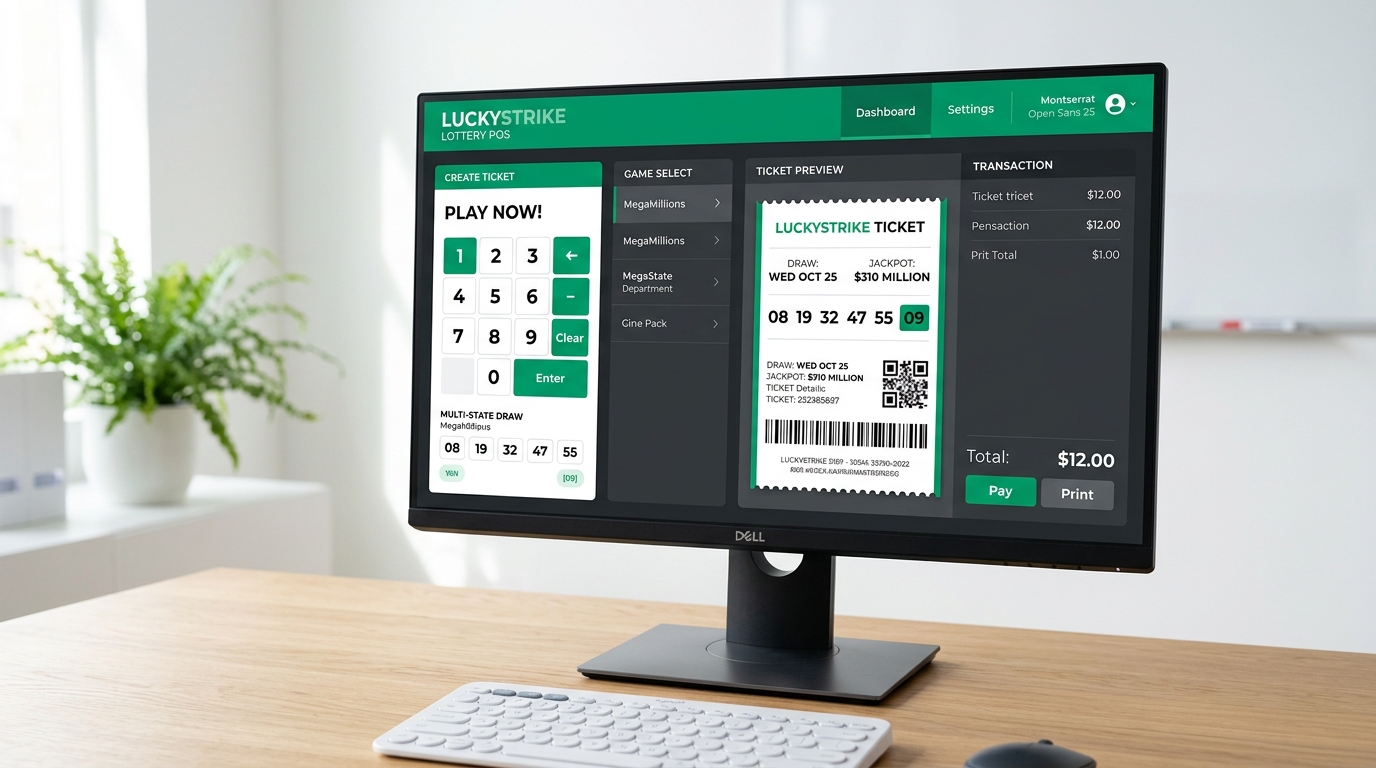 LUCKYSTRIKE
LOTTERY POS
Dashboard
Settings
Montserrat
Open Sans 25
CREATE TICKET
PLAY NOW!
1 2 3 ←
4 5 6 −
7 8 9 Clear
0 Enter
MULTI-STATE DRAW
08 19 32 47 55
[09]
GAME SELECT
MegaMillions
MegaMillions
MegaState
Department
Cine Pack
TICKET PREVIEW
LUCKYSTRIKE TICKET
DRAW:
WED OCT 25
JACKPOT:
$310 MILLION
08 19 32 47 55 09
DRAW: WED OCT 25
JACKPOT: $710 MILLION
TICKET Detailic
TICKET: 252385897
TRANSACTION
Ticket tricet $12.00
Pensaction $12.00
Prit Total $1.00
Total: $12.00
Pay
Print
DELL